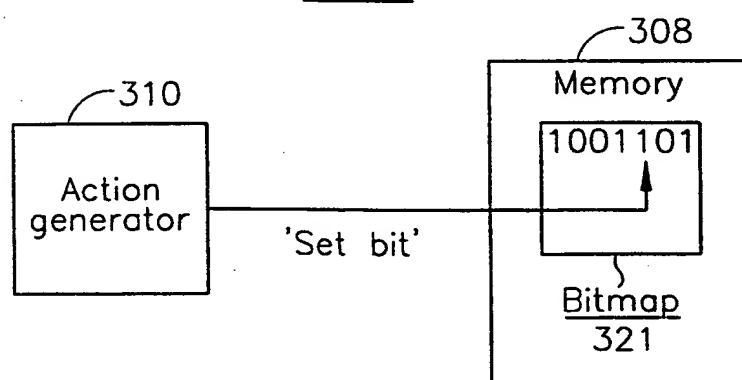 308
310
Memory
1001101
Action
generator
'Set bit'
Bitmap
321